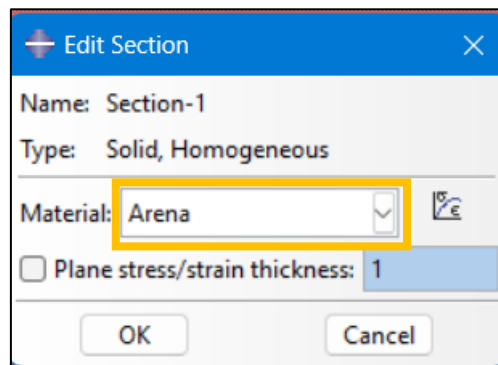 Edit Section
Name: Section-1
Type: Solid, Homogeneous
Material: Arena
σ ε
Plane stress/strain thickness: 1
OK Cancel